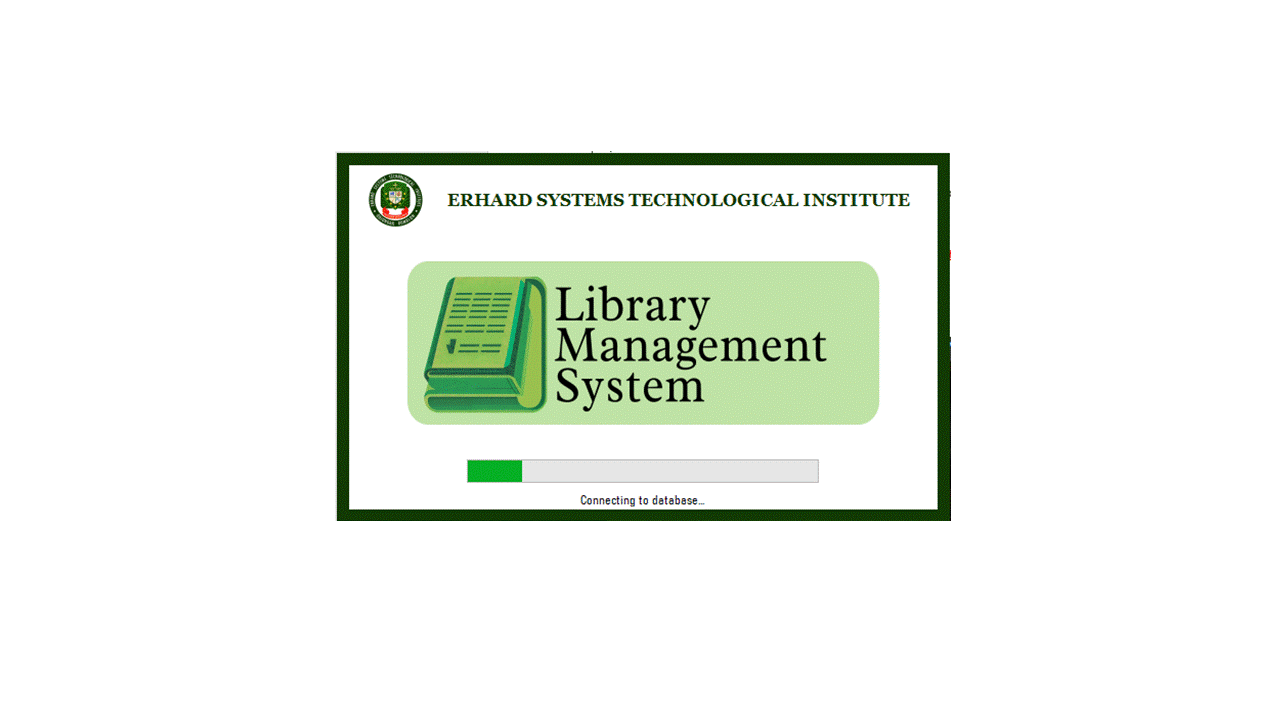 ERHARD SYSTEMS TECHNOLOGICAL INSTITUTE
Library
Management
System
Connecting to database...